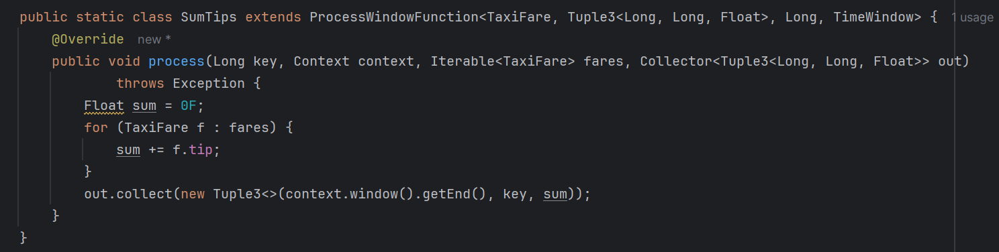 public static class SumTips extends ProcessWindowFunction<TaxiFare, Tuple3<Long, Long, Float>, Long, TimeWindow> { 1 usage
@Override new *
public void process(Long key, Context context, Iterable<TaxiFare> fares, Collector<Tuple3<Long, Long, Float>> out)
throws Exception {
Float sum = 0F;
for (TaxiFare f : fares) {
sum += f.tip;
}
out.collect(new Tuple3<>(context.window().getEnd(), key, sum));
}
}